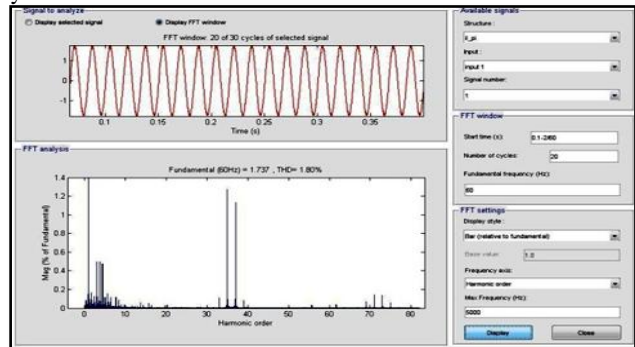 y
Signal to analyze
Display selected signal
Display FFT window
FFT window: 20 of 30 cycles of selected signal
1
0
-1
0.1 0.15 0.2 0.25 0.3 0.35
Time (s)
FFT analysis
Fundamental (60Hz) = 1.737 , THD= 1.80%
Mag (% of Fundamental)
1.4
1.2
1
0.8
0.6
0.4
0.2
0
0 10 20 30 40 50 60 70 80
Harmonic order
Available signals
Structure :
il_pi
Input :
input 1
Signal number:
1
FFT window
Start time (s):
0.1-2/60
Number of cycles:
20
Fundamental frequency (Hz):
60
FFT settings
Display style :
Bar (relative to fundamental)
Base value:
1.0
Frequency axis:
Harmonic order
Max Frequency (Hz):
5000
Display
Close